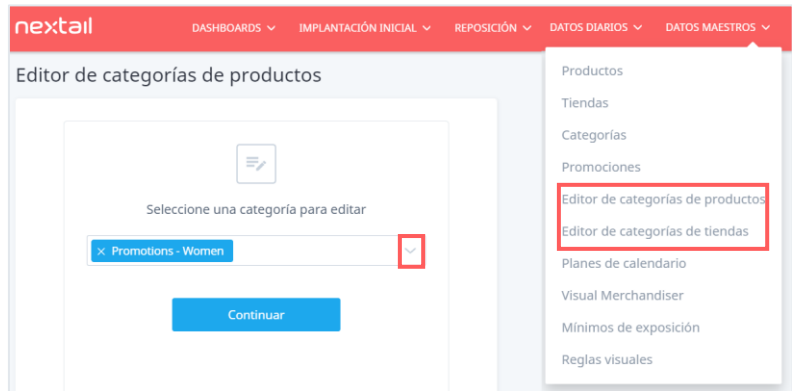 nextail
DASHBOARDS IMPLANTACIÓN INICIAL REPOSICIÓN DATOS DIARIOS DATOS MAESTROS
Editor de categorías de productos
Seleccione una categoría para editar
× Promotions - Women
Continuar
Productos
Tiendas
Categorías
Promociones
Editor de categorías de productos
Editor de categorías de tiendas
Planes de calendario
Visual Merchandiser
Mínimos de exposición
Reglas visuales